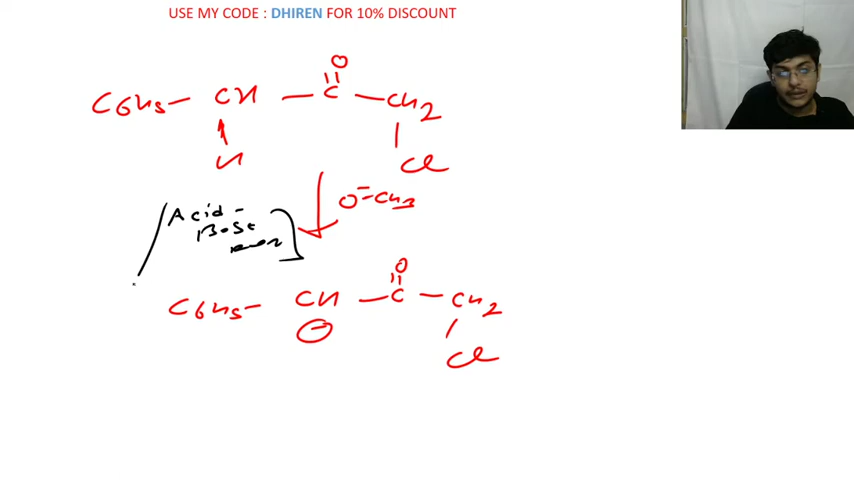 USE MY CODE : DHIREN FOR 10% DISCOUNT
O
C6H5 — CH — C — CH2
H
Cl
O⁻—CH3
Acid –
Base
O
C6H5 — CH — C — CH2
⊖
Cl